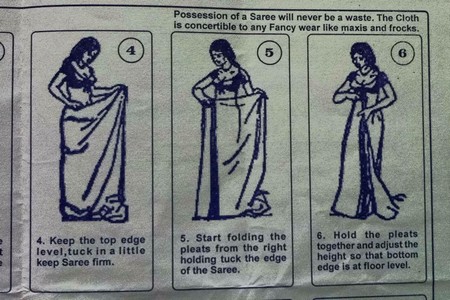 Possession of a Saree will never be a waste. The Cloth
is concertible to any Fancy wear like maxis and frocks.
4
5
6
4. Keep the top edge
level,tuck in a little
keep Saree firm.
5. Start folding the
pleats from the right
holding tuck the edge
of the Saree.
6. Hold the pleats
together and adjust the
height so that bottom
edge is at floor level.